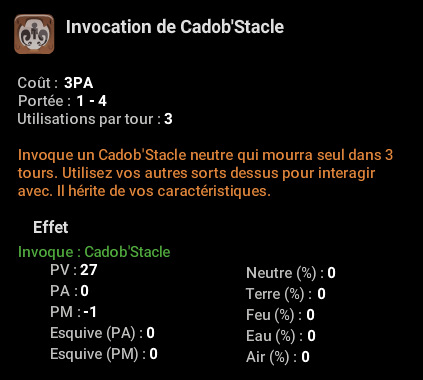 Invocation de Cadob'Stacle
Coût : 3PA
Portée : 1 - 4
Utilisations par tour : 3
Invoque un Cadob'Stacle neutre qui mourra seul dans 3
tours. Utilisez vos autres sorts dessus pour interagir
avec. Il hérite de vos caractéristiques.
Effet
Invoque : Cadob'Stacle
PV : 27
PA : 0
PM : -1
Esquive (PA) : 0
Esquive (PM) : 0
Neutre (%) : 0
Terre (%) : 0
Feu (%) : 0
Eau (%) : 0
Air (%) : 0